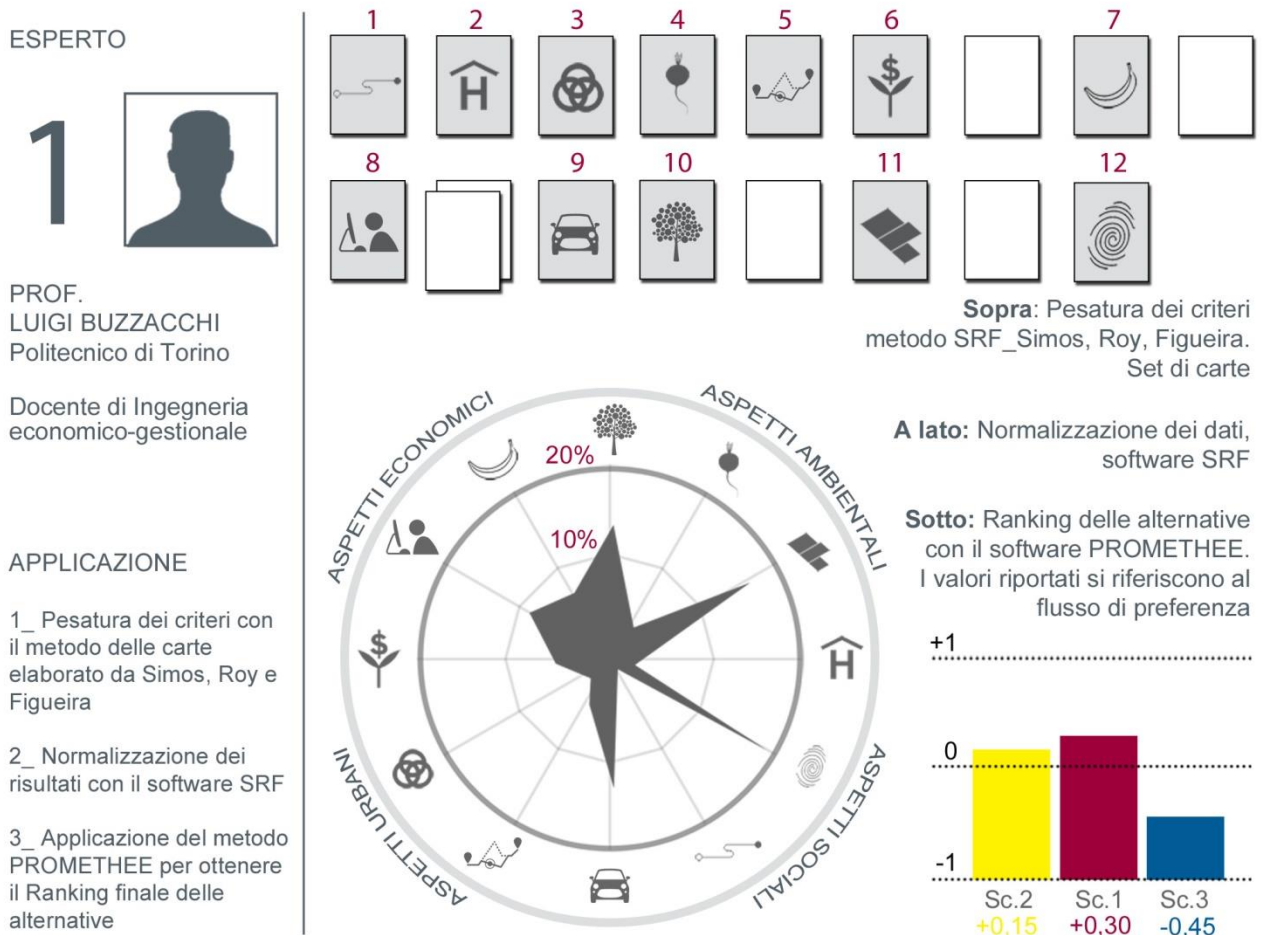 ESPERTO
1
PROF.
LUIGI BUZZACCHI
Politecnico di Torino
Docente di Ingegneria
economico-gestionale
APPLICAZIONE
1_ Pesatura dei criteri con
il metodo delle carte
elaborato da Simos, Roy e
Figueira
2_ Normalizzazione dei
risultati con il software SRF
3_ Applicazione del metodo
PROMETHEE per ottenere
il Ranking finale delle
alternative
1 2 3 4 5 6 7
H $
8 9 10 11 12
Sopra: Pesatura dei criteri
metodo SRF_Simos, Roy, Figueira.
Set di carte
A lato: Normalizzazione dei dati,
software SRF
Sotto: Ranking delle alternative
con il software PROMETHEE.
I valori riportati si riferiscono al
flusso di preferenza
ASPETTI ECONOMICI
ASPETTI AMBIENTALI
20%
10%
$
H
ASPETTI URBANI
ASPETTI SOCIALI
+1
0
-1
Sc.2 Sc.1 Sc.3
+0.15 +0.30 -0.45